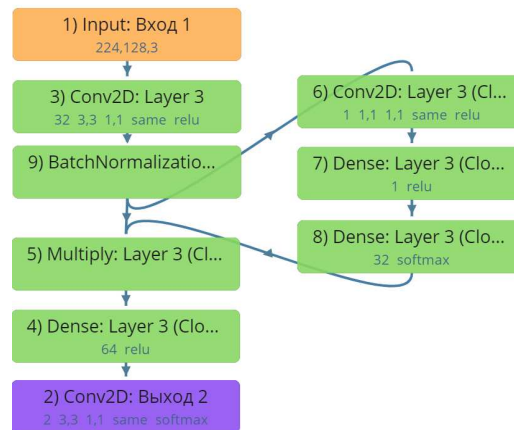 1) Input: Вход 1
224,128,3
3) Conv2D: Layer 3
32 3,3 1,1 same relu
9) BatchNormalizatio...
5) Multiply: Layer 3 (Cl...
4) Dense: Layer 3 (Clo...
64 relu
2) Conv2D: Выход 2
2 3,3 1,1 same softmax
6) Conv2D: Layer 3 (Cl...
1 1,1 1,1 same relu
7) Dense: Layer 3 (Clo...
1 relu
8) Dense: Layer 3 (Clo...
32 softmax